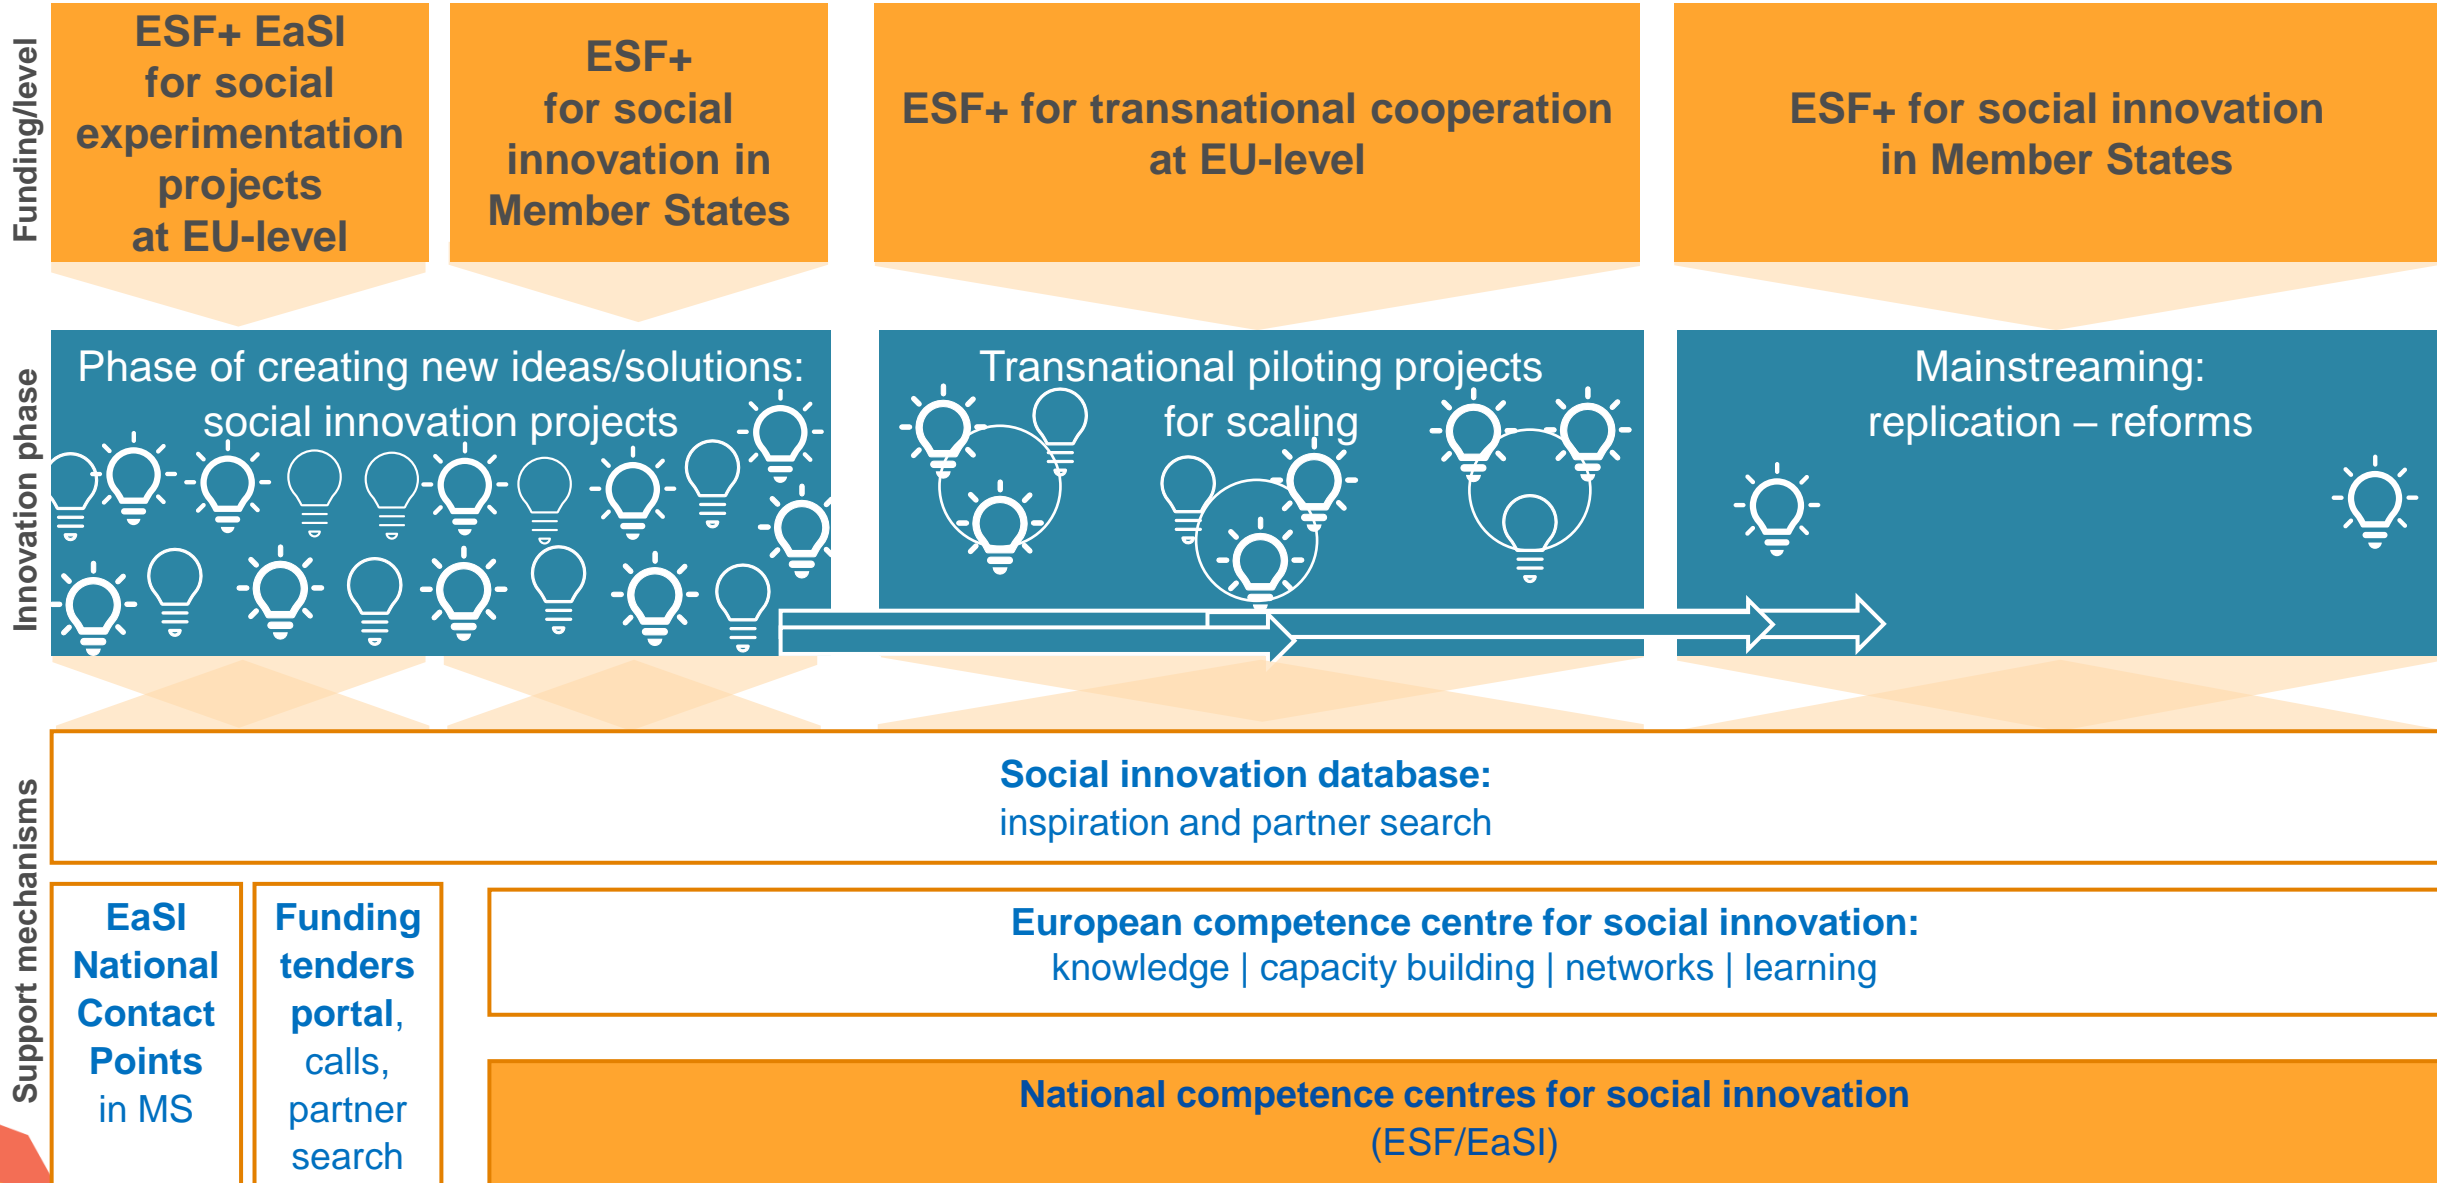 Funding/level
ESF+ EaSI
for social
experimentation
projects
at EU-level
ESF+
for social
innovation in
Member States
ESF+ for transnational cooperation
at EU-level
ESF+ for social innovation
in Member States
Innovation phase
Phase of creating new ideas/solutions:
social innovation projects
Transnational piloting projects
for scaling
Mainstreaming:
replication – reforms
Support mechanisms
Social innovation database:
inspiration and partner search
EaSI
National
Contact
Points
in MS
Funding
tenders
portal,
calls,
partner
search
European competence centre for social innovation:
knowledge | capacity building | networks | learning
National competence centres for social innovation
(ESF/EaSI)